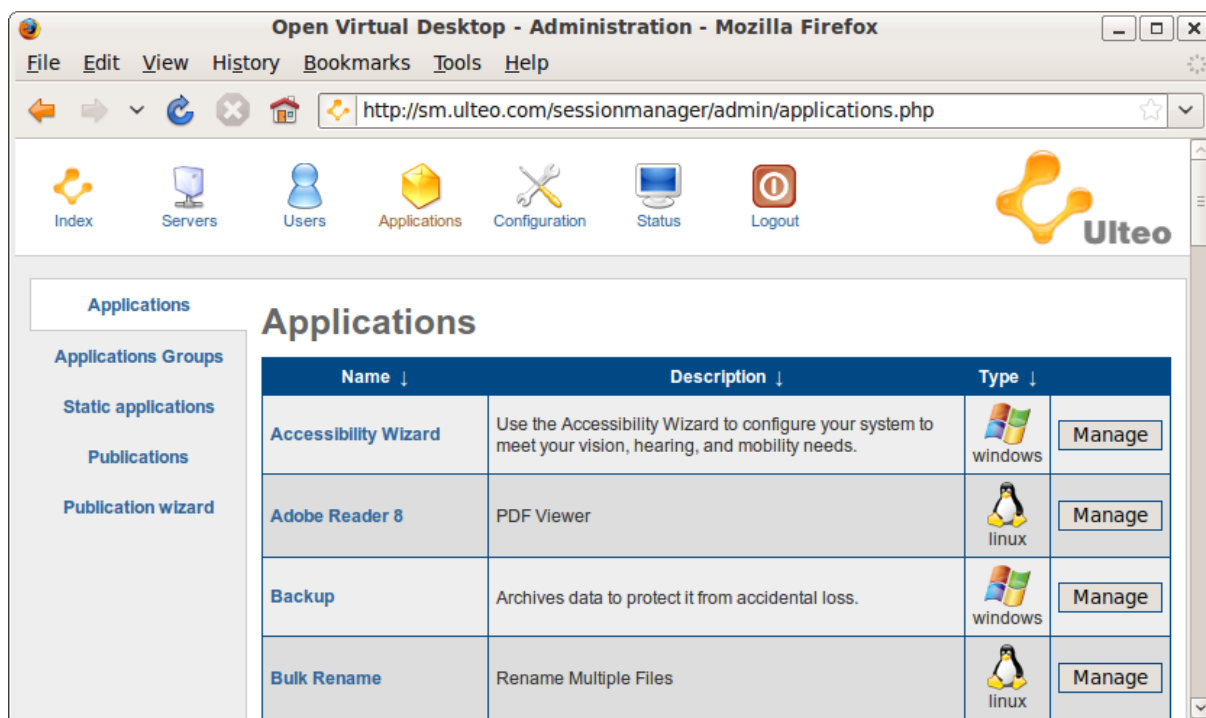 Open Virtual Desktop - Administration - Mozilla Firefox
File Edit View History Bookmarks Tools Help
http://sm.ulteo.com/sessionmanager/admin/applications.php
Index Servers Users Applications Configuration Status Logout
Ulteo
Applications
Applications Groups
Static applications
Publications
Publication wizard
Applications
Name ↓ Description ↓ Type ↓
Accessibility Wizard
Use the Accessibility Wizard to configure your system to
meet your vision, hearing, and mobility needs.
windows
Manage
Adobe Reader 8
PDF Viewer
linux
Manage
Backup
Archives data to protect it from accidental loss.
windows
Manage
Bulk Rename
Rename Multiple Files
linux
Manage